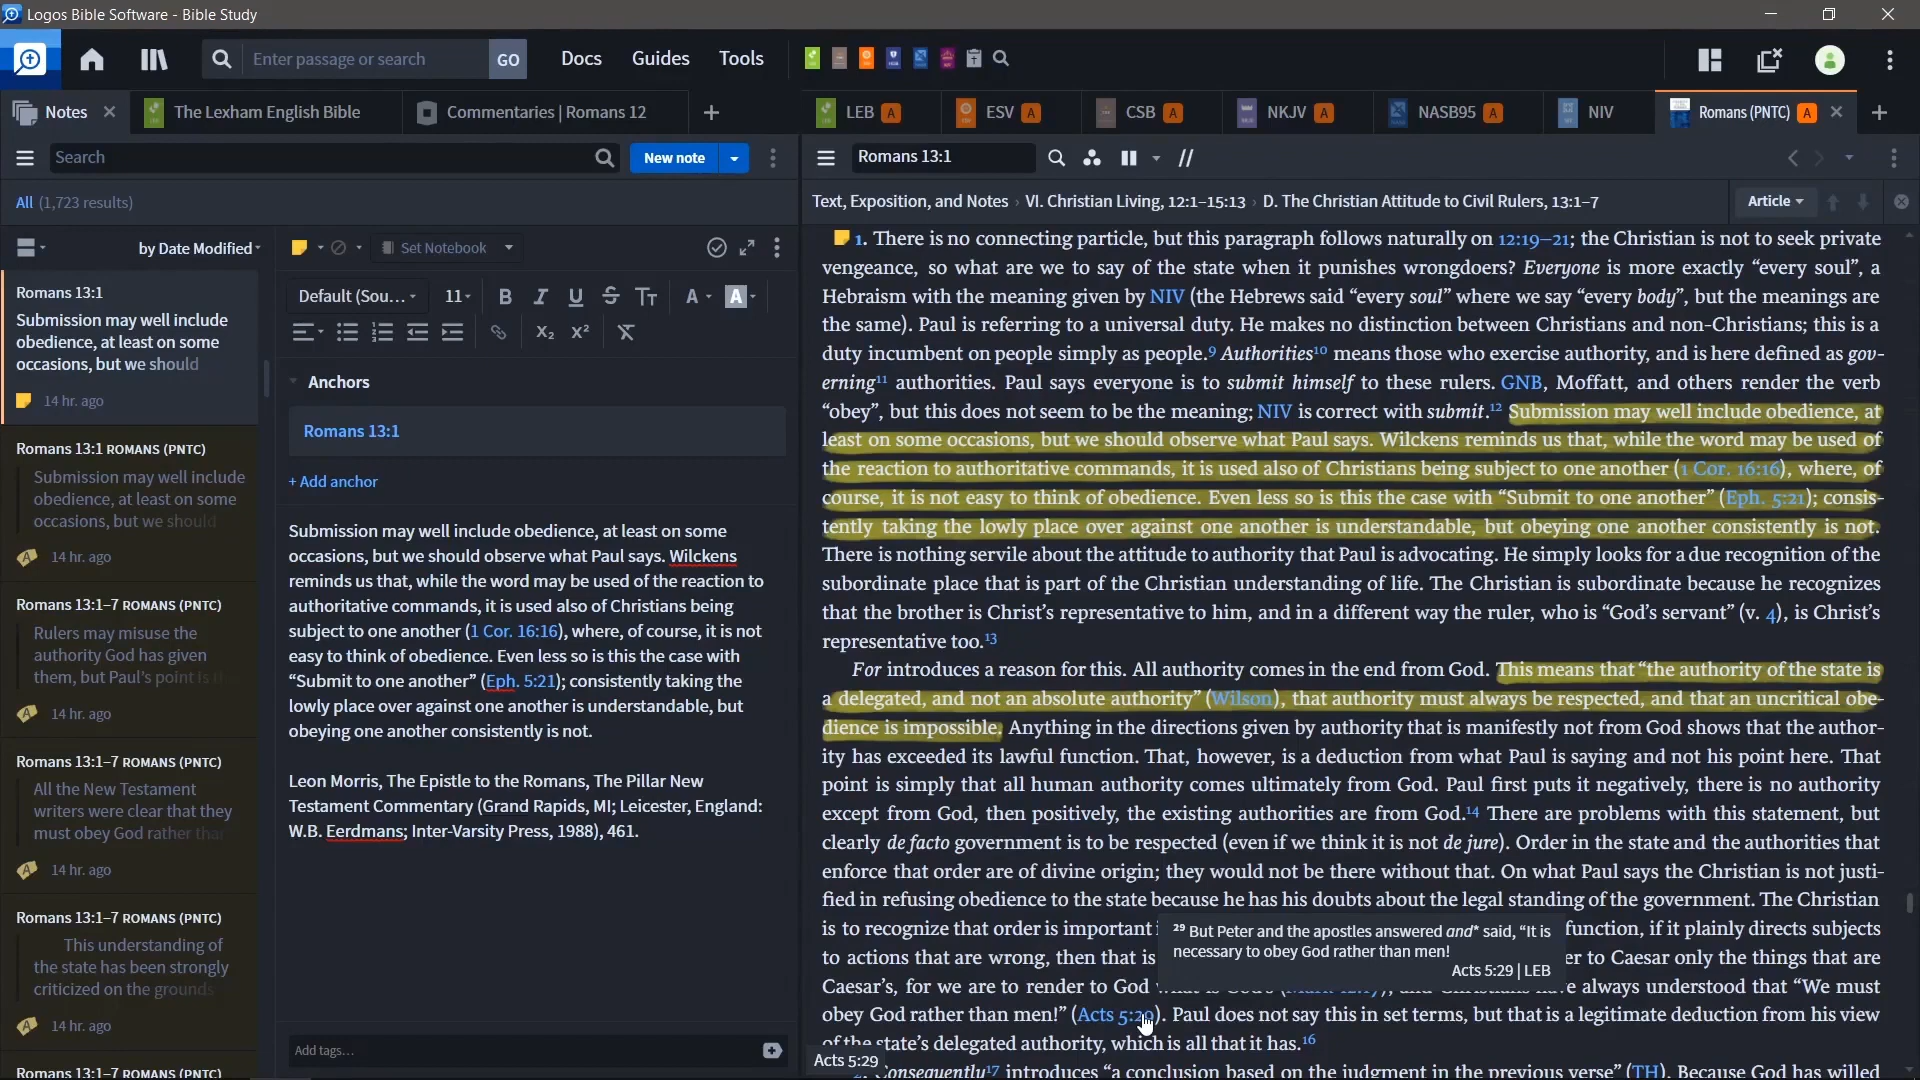 Logos Bible Software - Bible Study
Enter passage or search
GO
Docs
Guides
Tools
Notes
The Lexham English Bible
Commentaries | Romans 12
LEB A
ESV A
CSB A
NKJV A
NASB95 A
NIV
Romans (PNTC) A
Search
New note
Romans 13:1
All (1,723 results)
Text, Exposition, and Notes › VI. Christian Living, 12:1–15:13 › D. The Christian Attitude to Civil Rulers, 13:1–7
Article
by Date Modified
Romans 13:1
Submission may well include
obedience, at least on some
occasions, but we should
14 hr. ago
Romans 13:1 ROMANS (PNTC)
Submission may well include
obedience, at least on some
occasions, but we should
14 hr. ago
Romans 13:1–7 ROMANS (PNTC)
Rulers may misuse the
authority God has given
them, but Paul's point is
14 hr. ago
Romans 13:1–7 ROMANS (PNTC)
All the New Testament
writers were clear that they
must obey God rather than
14 hr. ago
Romans 13:1–7 ROMANS (PNTC)
This understanding of
the state has been strongly
criticized on the grounds
14 hr. ago
Romans 13:1–7 ROMANS (PNTC)
Set Notebook
Default (Sou...
11
B I U S Tт A A
X₂ X²
Anchors
Romans 13:1
+ Add anchor
Submission may well include obedience, at least on some
occasions, but we should observe what Paul says. Wilckens
reminds us that, while the word may be used of the reaction to
authoritative commands, it is used also of Christians being
subject to one another (1 Cor. 16:16), where, of course, it is not
easy to think of obedience. Even less so is this the case with
“Submit to one another” (Eph. 5:21); consistently taking the
lowly place over against one another is understandable, but
obeying one another consistently is not.
Leon Morris, The Epistle to the Romans, The Pillar New
Testament Commentary (Grand Rapids, MI; Leicester, England:
W.B. Eerdmans; Inter-Varsity Press, 1988), 461.
Add tags...
1. There is no connecting particle, but this paragraph follows naturally on 12:19–21; the Christian is not to seek private
vengeance, so what are we to say of the state when it punishes wrongdoers? Everyone is more exactly “every soul”, a
Hebraism with the meaning given by NIV (the Hebrews said “every soul” where we say “every body”, but the meanings are
the same). Paul is referring to a universal duty. He makes no distinction between Christians and non-Christians; this is a
duty incumbent on people simply as people.⁹ Authorities¹⁰ means those who exercise authority, and is here defined as gov-
erning¹¹ authorities. Paul says everyone is to submit himself to these rulers. GNB, Moffatt, and others render the verb
“obey”, but this does not seem to be the meaning; NIV is correct with submit.¹² Submission may well include obedience, at
least on some occasions, but we should observe what Paul says. Wilckens reminds us that, while the word may be used of
the reaction to authoritative commands, it is used also of Christians being subject to one another (1 Cor. 16:16), where, of
course, it is not easy to think of obedience. Even less so is this the case with “Submit to one another” (Eph. 5:21); consis-
tently taking the lowly place over against one another is understandable, but obeying one another consistently is not.
There is nothing servile about the attitude to authority that Paul is advocating. He simply looks for a due recognition of the
subordinate place that is part of the Christian understanding of life. The Christian is subordinate because he recognizes
that the brother is Christ’s representative to him, and in a different way the ruler, who is “God’s servant” (v. 4), is Christ’s
representative too.¹³
For introduces a reason for this. All authority comes in the end from God. This means that “the authority of the state is
a delegated, and not an absolute authority” (Wilson), that authority must always be respected, and that an uncritical obe-
dience is impossible. Anything in the directions given by authority that is manifestly not from God shows that the author-
ity has exceeded its lawful function. That, however, is a deduction from what Paul is saying and not his point here. That
point is simply that all human authority comes ultimately from God. Paul first puts it negatively, there is no authority
except from God, then positively, the existing authorities are from God.¹⁴ There are problems with this statement, but
clearly de facto government is to be respected (even if we think it is not de jure). Order in the state and the authorities that
enforce that order are of divine origin; they would not be there without that. On what Paul says the Christian is not justi-
fied in refusing obedience to the state because he has his doubts about the legal standing of the government. The Christian
is to recognize that order is important function, if it plainly directs subjects
to actions that are wrong, then that is er to Caesar only the things that are
Caesar’s, for we are to render to God have always understood that “We must
obey God rather than men!” (Acts 5:29). Paul does not say this in set terms, but that is a legitimate deduction from his view
of the state’s delegated authority, which is all that it has.¹⁶
Consequently¹⁷ introduces “a conclusion based on the judgment in the previous verse” (TH). Because God has willed
²⁹ But Peter and the apostles answered and* said, “It is
necessary to obey God rather than men!
Acts 5:29 | LEB
Acts 5:29